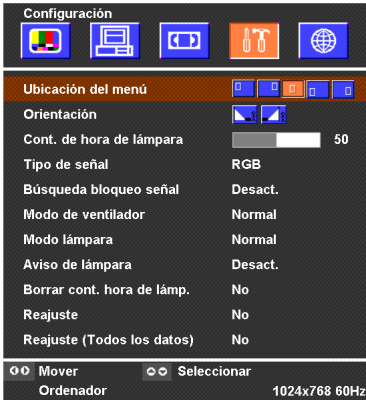 Configuración
Ubicación del menú
Orientación
Cont. de hora de lámpara 50
Tipo de señal RGB
Búsqueda bloqueo señal Desact.
Modo de ventilador Normal
Modo lámpara Normal
Aviso de lámpara Desact.
Borrar cont. hora de lámp. No
Reajuste No
Reajuste (Todos los datos) No
Mover Seleccionar
Ordenador 1024x768 60Hz